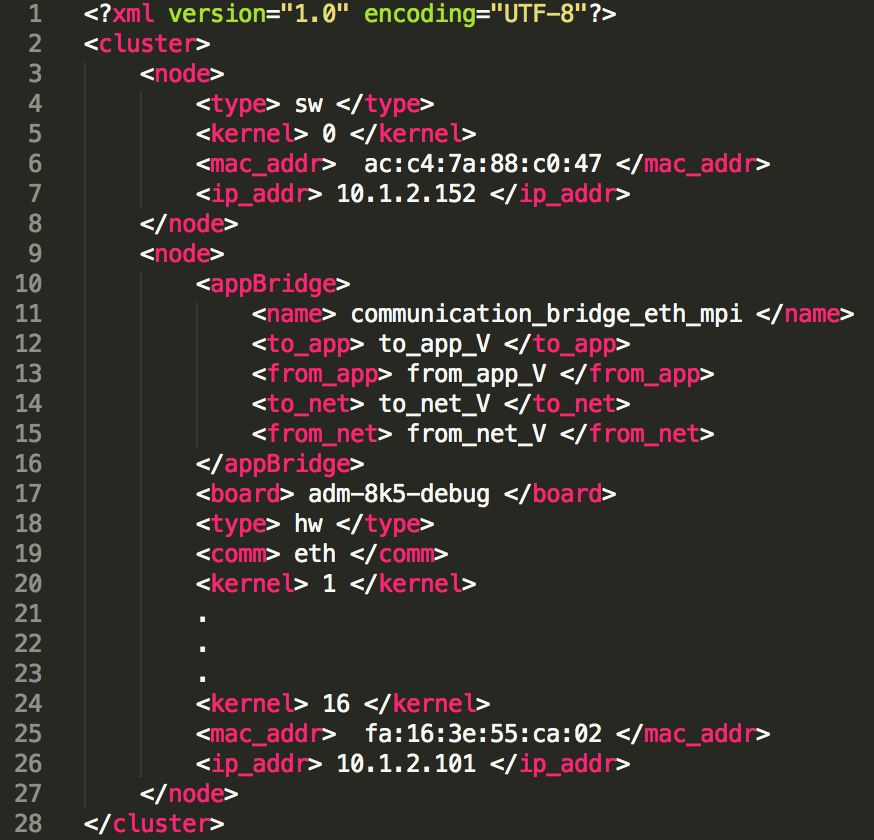 1 <?xml version="1.0" encoding="UTF-8"?>
2 <cluster>
3 <node>
4 <type> sw </type>
5 <kernel> 0 </kernel>
6 <mac_addr>  ac:c4:7a:88:c0:47 </mac_addr>
7 <ip_addr> 10.1.2.152 </ip_addr>
8 </node>
9 <node>
10 <appBridge>
11 <name> communication_bridge_eth_mpi </name>
12 <to_app> to_app_V </to_app>
13 <from_app> from_app_V </from_app>
14 <to_net> to_net_V </to_net>
15 <from_net> from_net_V </from_net>
16 </appBridge>
17 <board> adm-8k5-debug </board>
18 <type> hw </type>
19 <comm> eth </comm>
20 <kernel> 1 </kernel>
21 .
22 .
23 .
24 <kernel> 16 </kernel>
25 <mac_addr>  fa:16:3e:55:ca:02 </mac_addr>
26 <ip_addr> 10.1.2.101 </ip_addr>
27 </node>
28 </cluster>